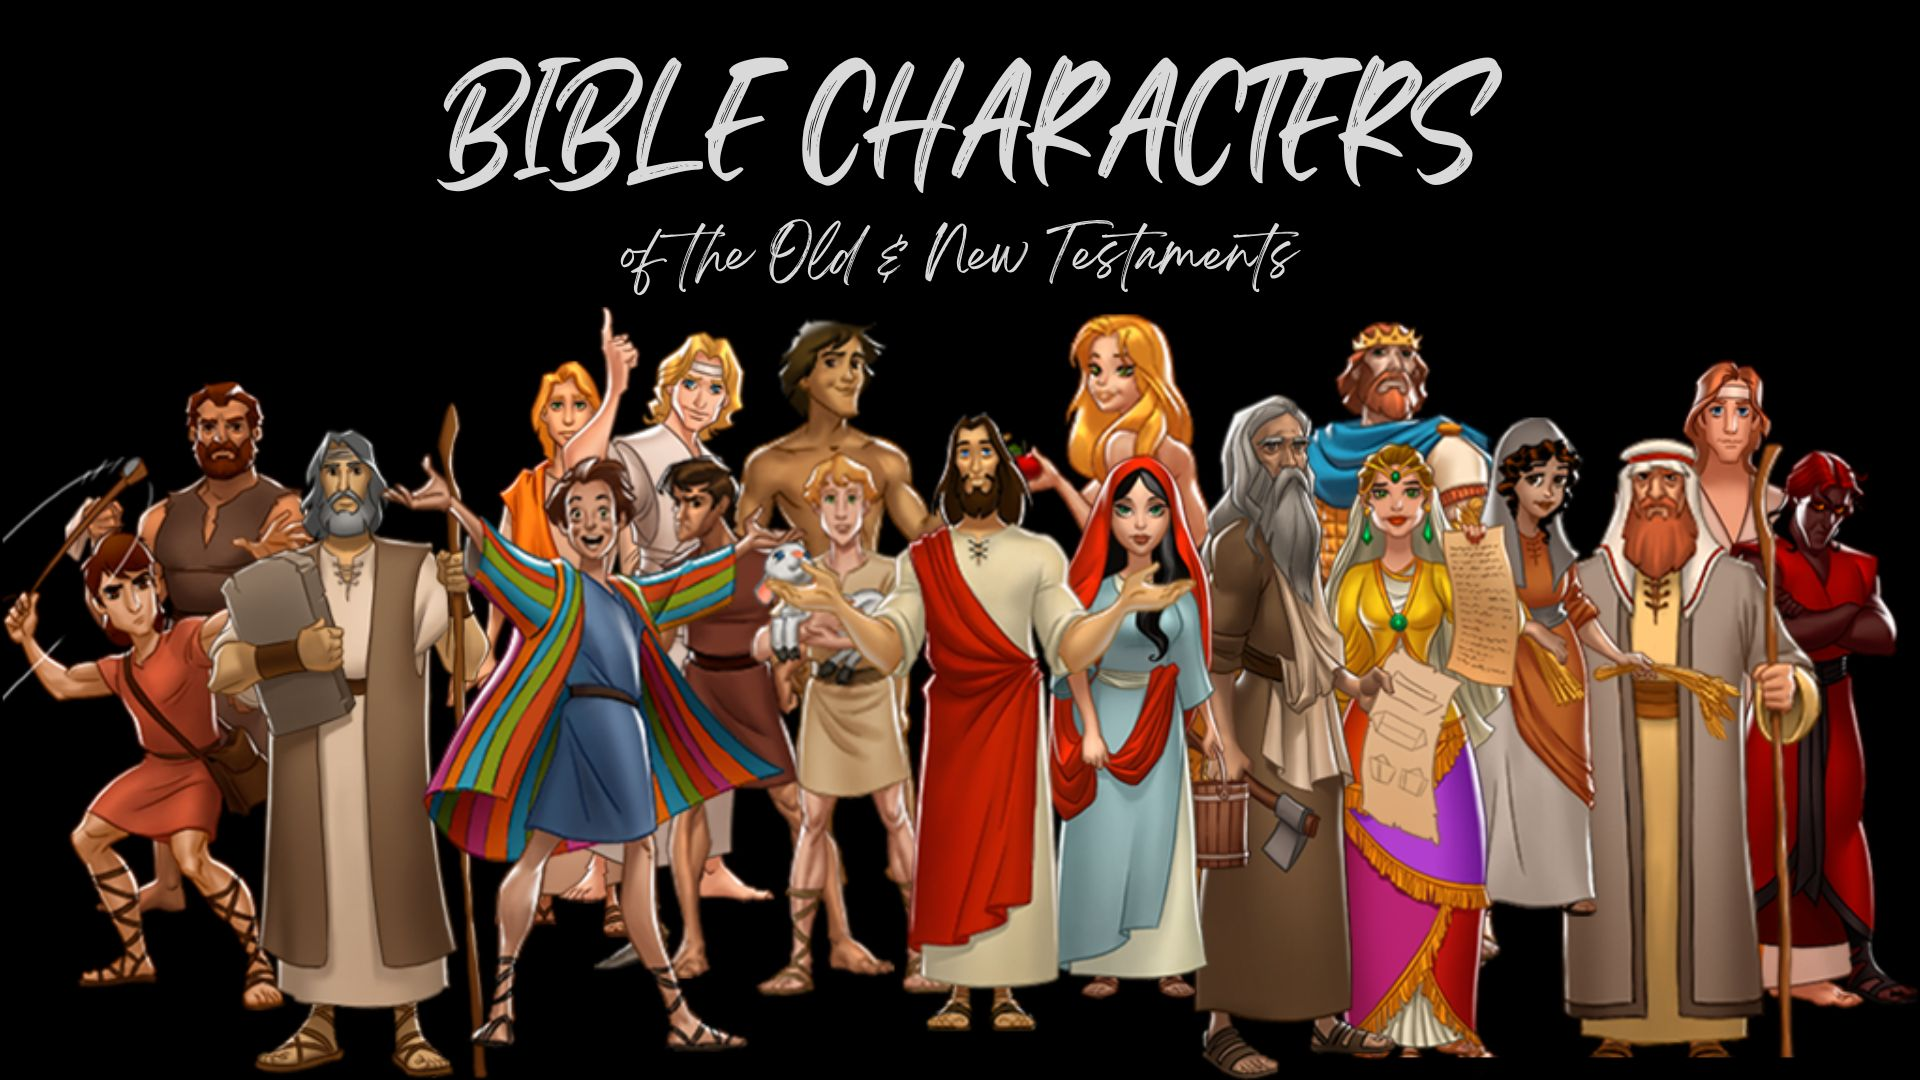 BIBLE CHARACTERS
of the Old & New Testaments